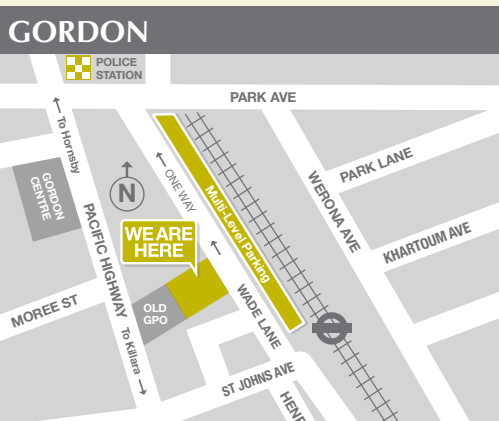 GORDON
POLICE
STATION
PARK AVE
To Hornsby
PARK LANE
GORDON
CENTRE
N
ONE WAY
Multi-Level Parking
WERONA AVE
PACIFIC HIGHWAY
WE ARE
HERE
KHARTOUM AVE
MOREE ST
OLD
GPO
WADE LANE
To Killara
ST JOHNS AVE
HENR